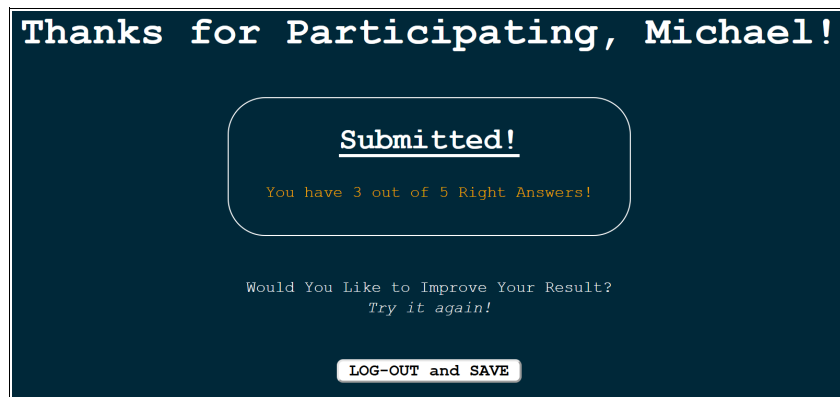 Thanks for Participating, Michael!
Submitted!
You have 3 out of 5 Right Answers!
Would You Like to Improve Your Result?
Try it again!
LOG-OUT and SAVE